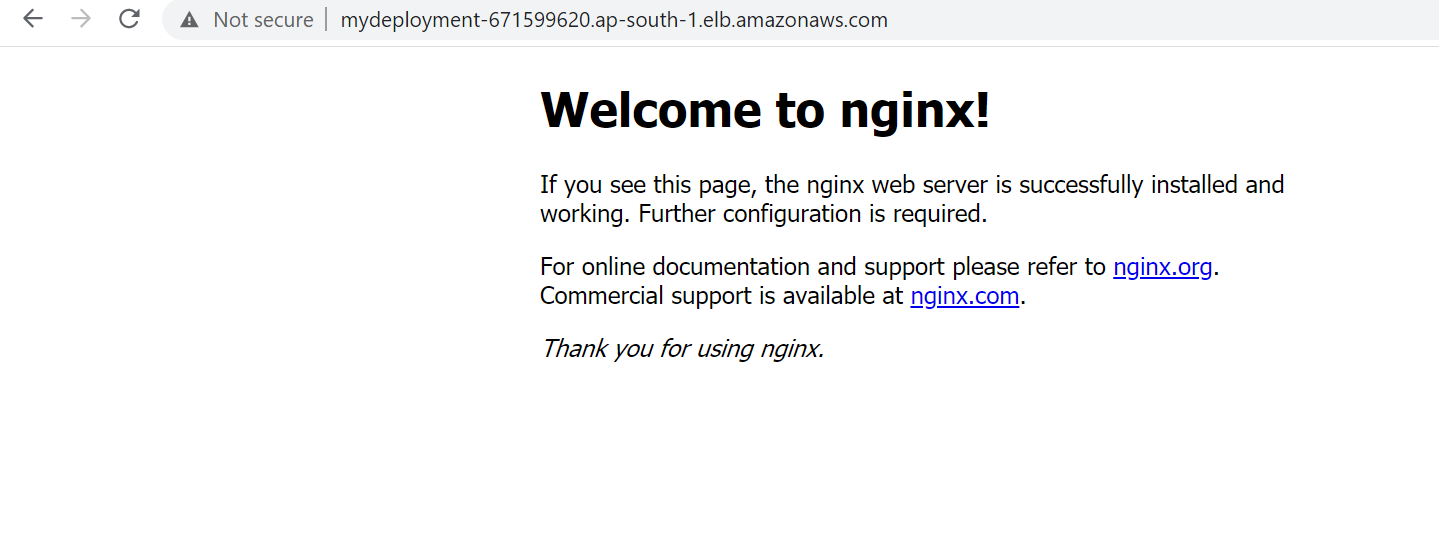 Not secure | mydeployment-671599620.ap-south-1.elb.amazonaws.com
Welcome to nginx!
If you see this page, the nginx web server is successfully installed and
working. Further configuration is required.
For online documentation and support please refer to nginx.org.
Commercial support is available at nginx.com.
Thank you for using nginx.